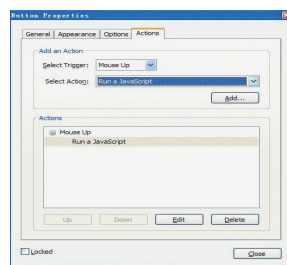 Button Properties
General Appearance Options Actions
Add an Action
Select Trigger: Mouse Up
Select Action: Run a JavaScript
Add...
Actions
Mouse Up
Run a JavaScript
Up Down Edit Delete
Locked Close